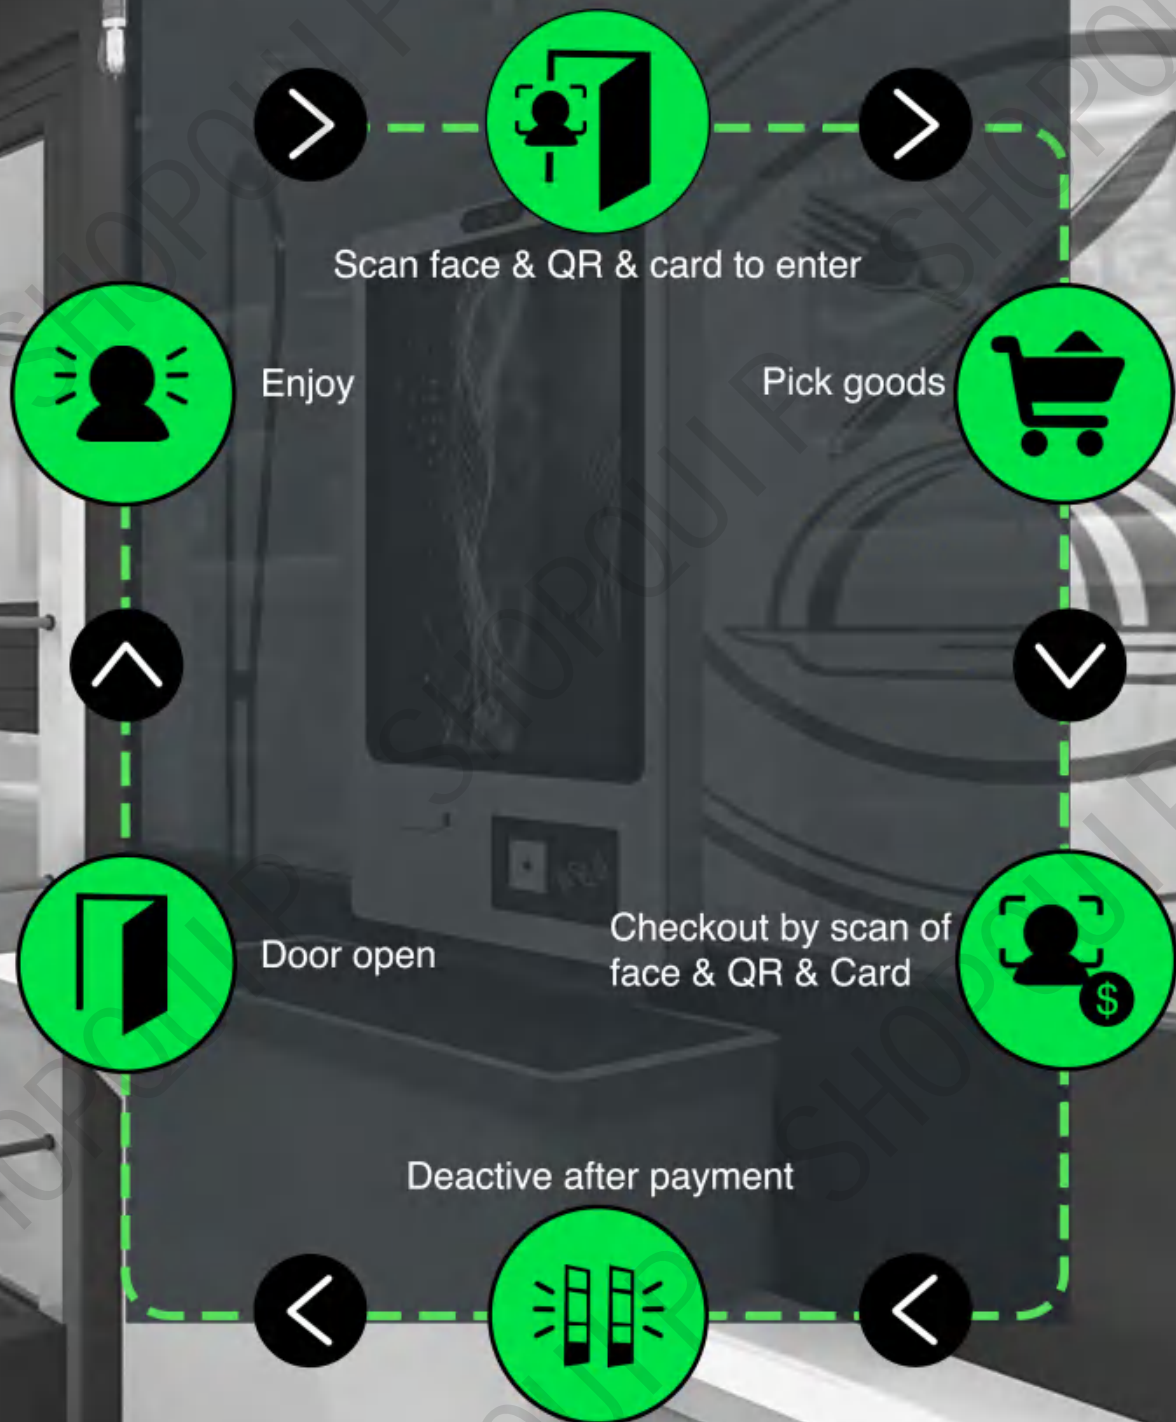 Scan face & QR & card to enter
Enjoy
Pick goods
Door open
Checkout by scan of
face & QR & Card
$
Deactive after payment
SHOPQUI P